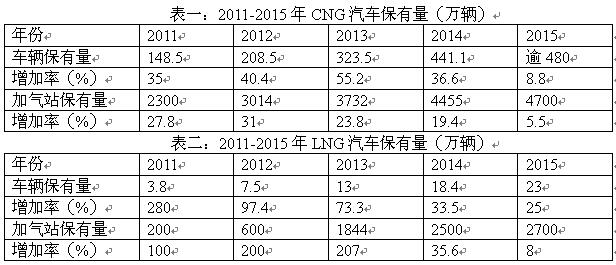 表一：2011-2015 年 CNG 汽车保有量（万辆）
年份 2011 2012 2013 2014 2015
车辆保有量 148.5 208.5 323.5 441.1 逾 480
增加率（%） 35 40.4 55.2 36.6 8.8
加气站保有量 2300 3014 3732 4455 4700
增加率（%） 27.8 31 23.8 19.4 5.5
表二：2011-2015 年 LNG 汽车保有量（万辆）
年份 2011 2012 2013 2014 2015
车辆保有量 3.8 7.5 13 18.4 23
增加率（%） 280 97.4 73.3 33.5 25
加气站保有量 200 600 1844 2500 2700
增加率（%） 100 200 207 35.6 8